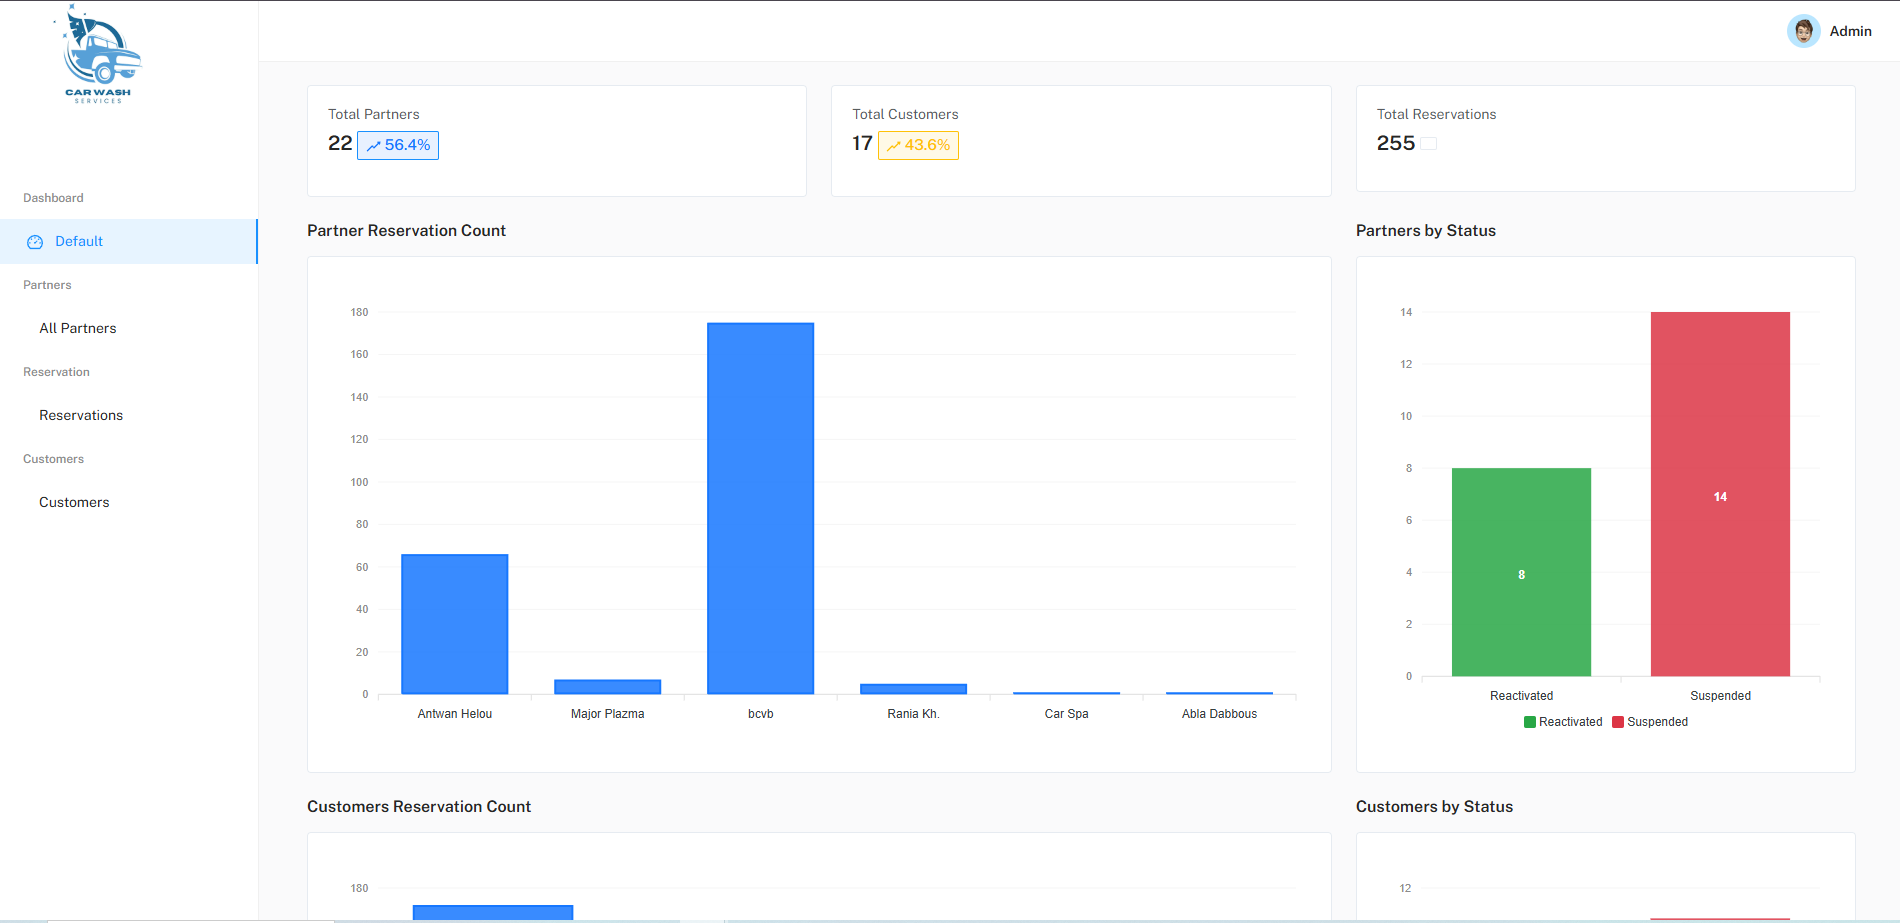 CAR WASH
SERVICES
Admin
Dashboard
Default
Partners
All Partners
Reservation
Reservations
Customers
Customers
Total Partners
22 56.4%
Total Customers
17 43.6%
Total Reservations
255
Partner Reservation Count
180
160
140
120
100
80
60
40
20
0
Antwan Helou Major Plazma bcvb Rania Kh. Car Spa Abla Dabbous
Partners by Status
14
12
10
8
6
4
2
0
8
14
Reactivated Suspended
Reactivated Suspended
Customers Reservation Count
180
Customers by Status
12